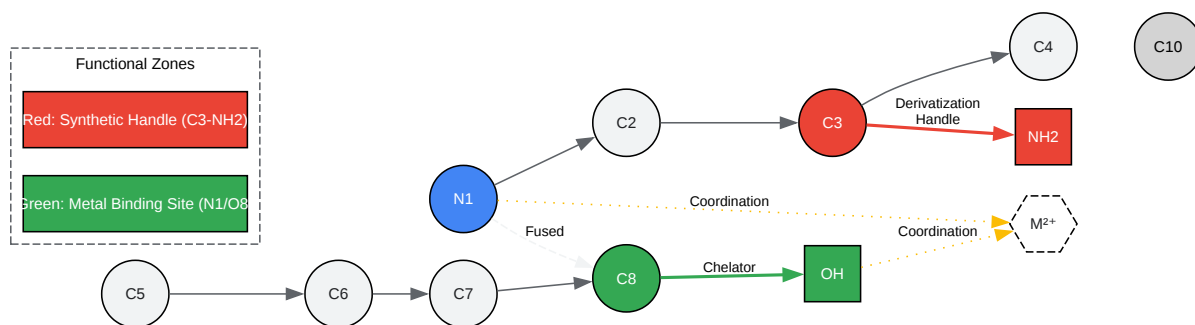 Functional Zones
Red: Synthetic Handle (C3-NH2)
Green: Metal Binding Site (N1/O8
C4
C10
C2
C3
Derivatization
Handle
NH2
N1
Coordination
M²⁺
Fused
Coordination
C5
C6
C7
C8
Chelator
OH